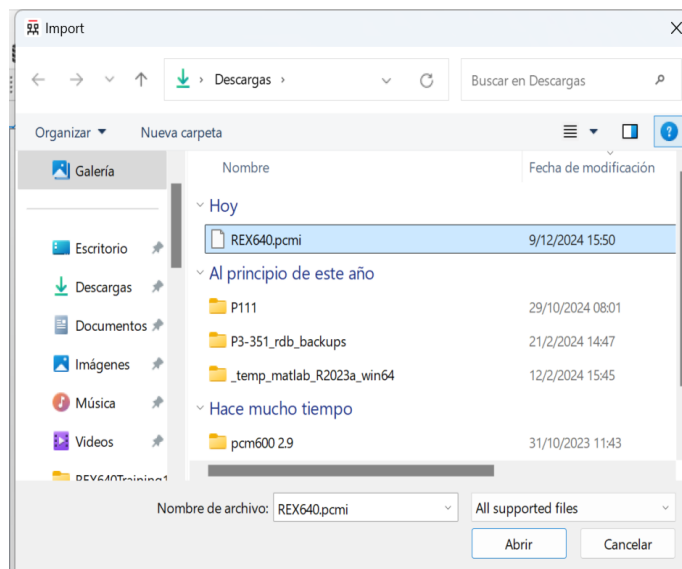 Import
Descargas
Buscar en Descargas
Organizar
Nueva carpeta
Galería
Nombre
Fecha de modificación
Hoy
REX640.pcmi
9/12/2024 15:50
Escritorio
Al principio de este año
Descargas
P111
29/10/2024 08:01
Documentos
P3-351_rdb_backups
21/2/2024 14:47
Imágenes
_temp_matlab_R2023a_win64
12/2/2024 15:45
Música
Hace mucho tiempo
Videos
pcm600 2.9
31/10/2023 11:43
REX640Training1
Nombre de archivo:
REX640.pcmi
All supported files
Abrir
Cancelar